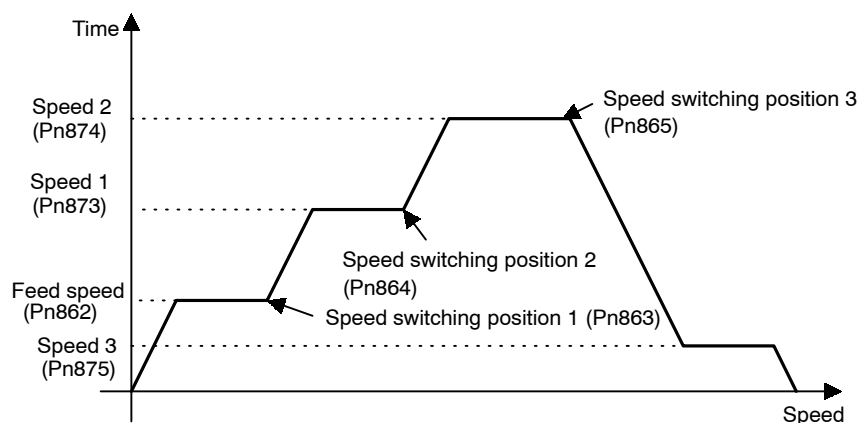 Time
Speed 2
(Pn874)
Speed switching position 3
(Pn865)
Speed 1
(Pn873)
Speed switching position 2
(Pn864)
Feed speed
(Pn862)
Speed switching position 1 (Pn863)
Speed 3
(Pn875)
Speed